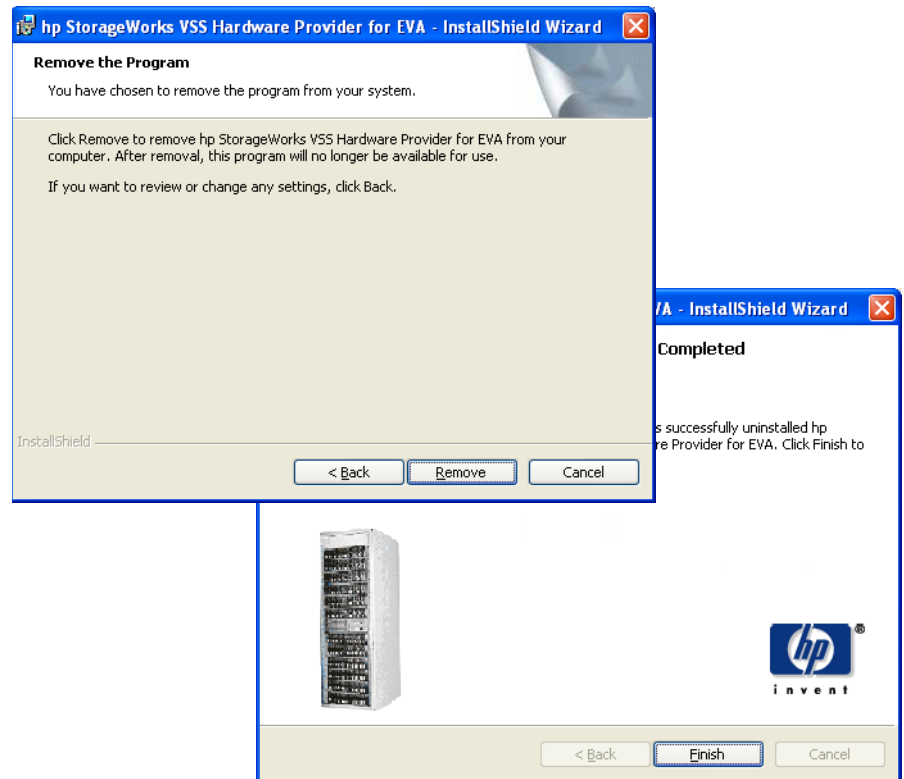 hp StorageWorks VSS Hardware Provider for EVA - InstallShield Wizard
Remove the Program
You have chosen to remove the program from your system.
Click Remove to remove hp StorageWorks VSS Hardware Provider for EVA from your
computer. After removal, this program will no longer be available for use.
If you want to review or change any settings, click Back.
InstallShield
< Back
Remove
Cancel
VA - InstallShield Wizard
Completed
s successfully uninstalled hp
re Provider for EVA. Click Finish to
hp
®
invent
< Back
Finish
Cancel